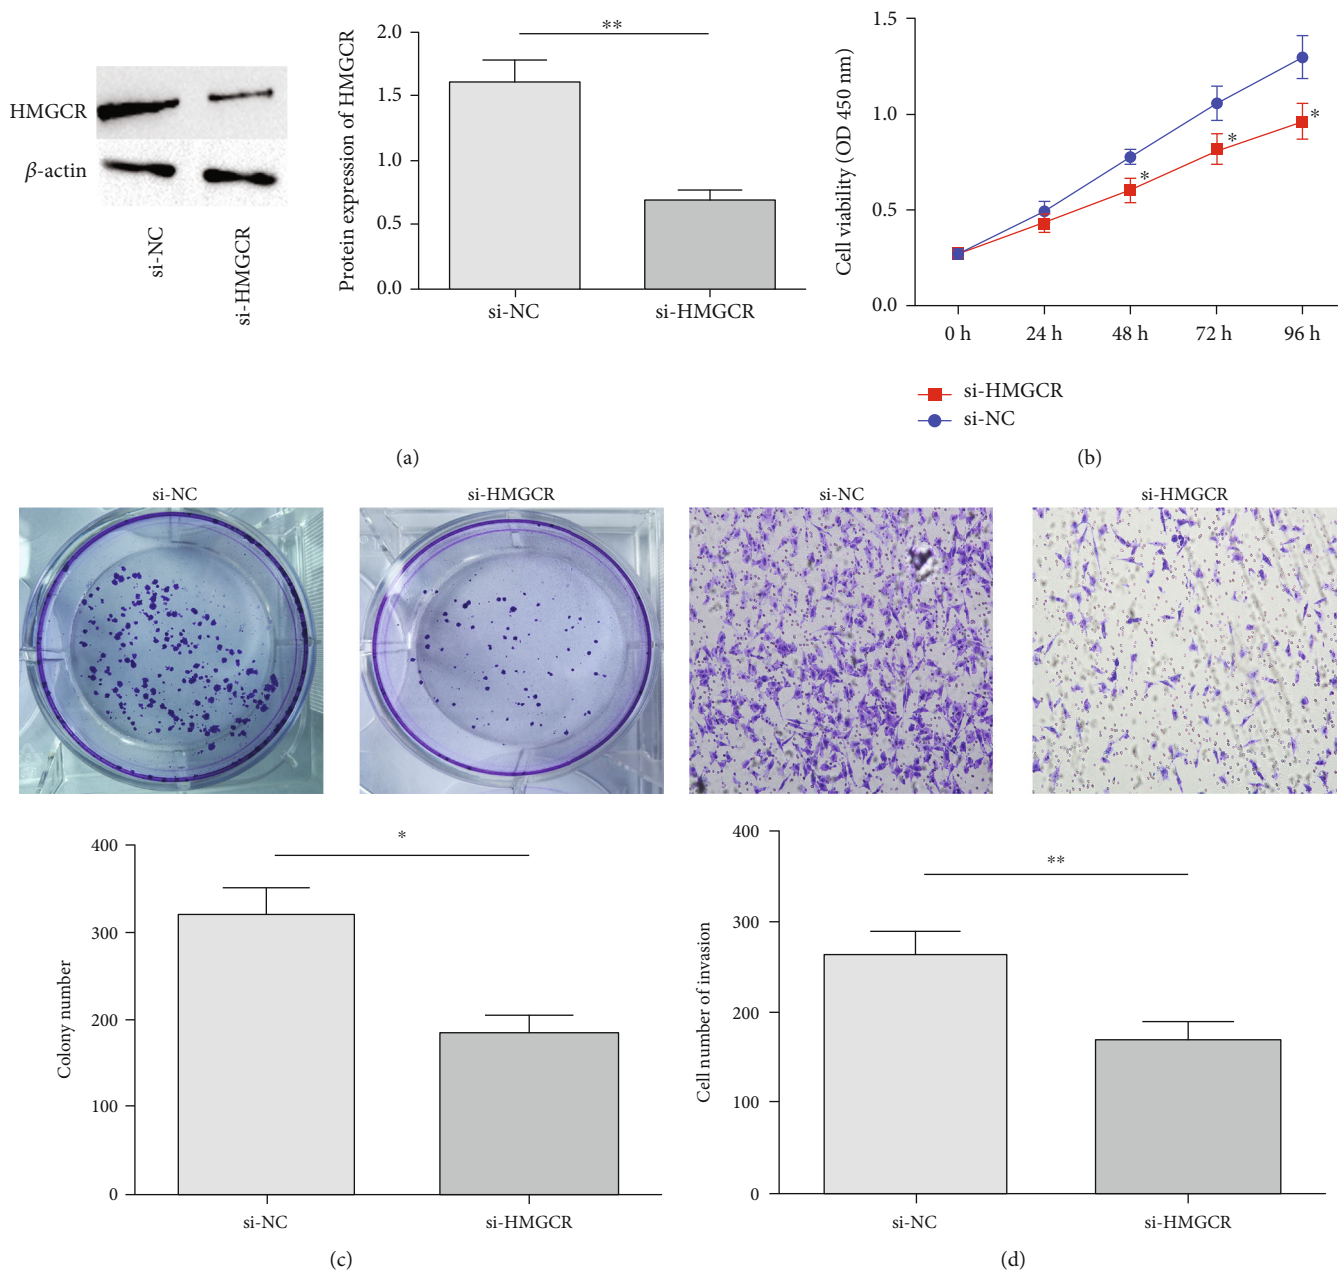 HMGCR
β-actin
si-NC
si-HMGCR
Protein expression of HMGCR
2.0
1.5
1.0
0.5
0.0
**
si-NC
si-HMGCR
(a)
Cell viability (OD 450 nm)
1.5
1.0
0.5
0.0
*
*
*
0 h
24 h
48 h
72 h
96 h
si-HMGCR
si-NC
(b)
si-NC
si-HMGCR
Colony number
400
300
200
100
0
*
si-NC
si-HMGCR
(c)
si-NC
si-HMGCR
Cell number of invasion
400
300
200
100
0
**
si-NC
si-HMGCR
(d)